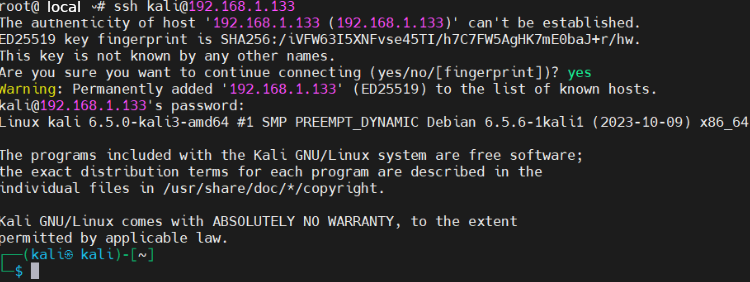 root@ local ~# ssh kali@192.168.1.133
The authenticity of host '192.168.1.133 (192.168.1.133)' can't be established.
ED25519 key fingerprint is SHA256:/iVFW63I5XNFvse45TI/h7C7FW5AgHK7mE0baJ+r/hw.
This key is not known by any other names.
Are you sure you want to continue connecting (yes/no/[fingerprint])? yes
Warning: Permanently added '192.168.1.133' (ED25519) to the list of known hosts.
kali@192.168.1.133's password:
Linux kali 6.5.0-kali3-amd64 #1 SMP PREEMPT_DYNAMIC Debian 6.5.6-1kali1 (2023-10-09) x86_64
The programs included with the Kali GNU/Linux system are free software;
the exact distribution terms for each program are described in the
individual files in /usr/share/doc/*/copyright.
Kali GNU/Linux comes with ABSOLUTELY NO WARRANTY, to the extent
permitted by applicable law.
┌──(kali㉿ kali)-[~]
└─$